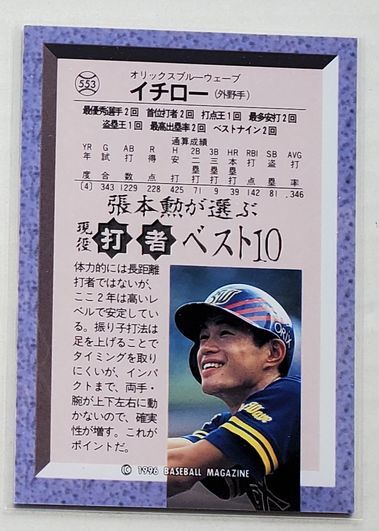 553
オリックスブルーウェーブ
イチロー(外野手)
最優秀選手2回 首位打者2回 打点王1回 最多安打2回
盗塁王1回 最高出塁率2回 ベストナイン2回
通算成績
YR G AB R H 2B 3B HR RBI SB AVG
年度 試合 打数 得点 安打 二塁打 三塁打 本塁打 打点 盗塁 打率
(4) 343 1229 228 425 71 9 39 142 81 .346
張本勲が選ぶ
現役打者ベスト10
体力的には長距離
打者ではないが、
ここ2年は高いレ
ベルで安定してい
る。振り子打法は
足を上げることで
タイミングを取り
にくいが、インパ
クトまで、両手・
腕が上下左右に動
かないので、確実
性が増す。これが
ポイントだ。
ORIX
© 1996 BASEBALL MAGAZINE